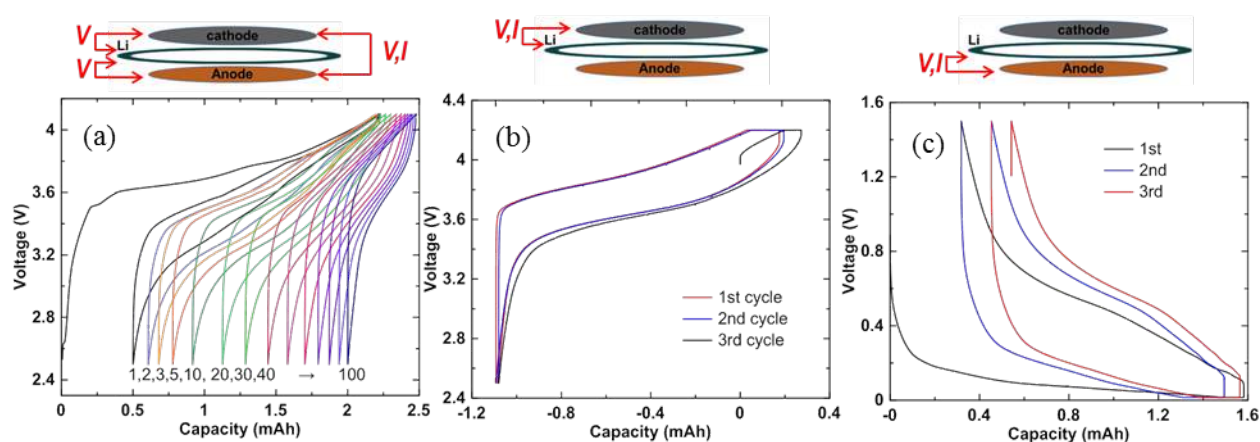 V
Li
V
cathode
Anode
V,I
V,I
Li
cathode
Anode
Li
V,I
cathode
Anode
(a)
4.0
3.6
3.2
2.8
2.4
Voltage (V)
1,2,3,5,10, 20,30,40 → 100
0 0.5 1.0 1.5 2.0 2.5
Capacity (mAh)
(b)
4.4
4.0
3.6
3.2
2.8
2.4
Voltage (V)
1st cycle
2nd cycle
3rd cycle
-1.2 -0.8 -0.4 0 0.4
Capacity (mAh)
(c)
1.6
1.2
0.8
0.4
0
Voltage (V)
1st
2nd
3rd
-0 0.4 0.8 1.2 1.6
Capacity (mAh)